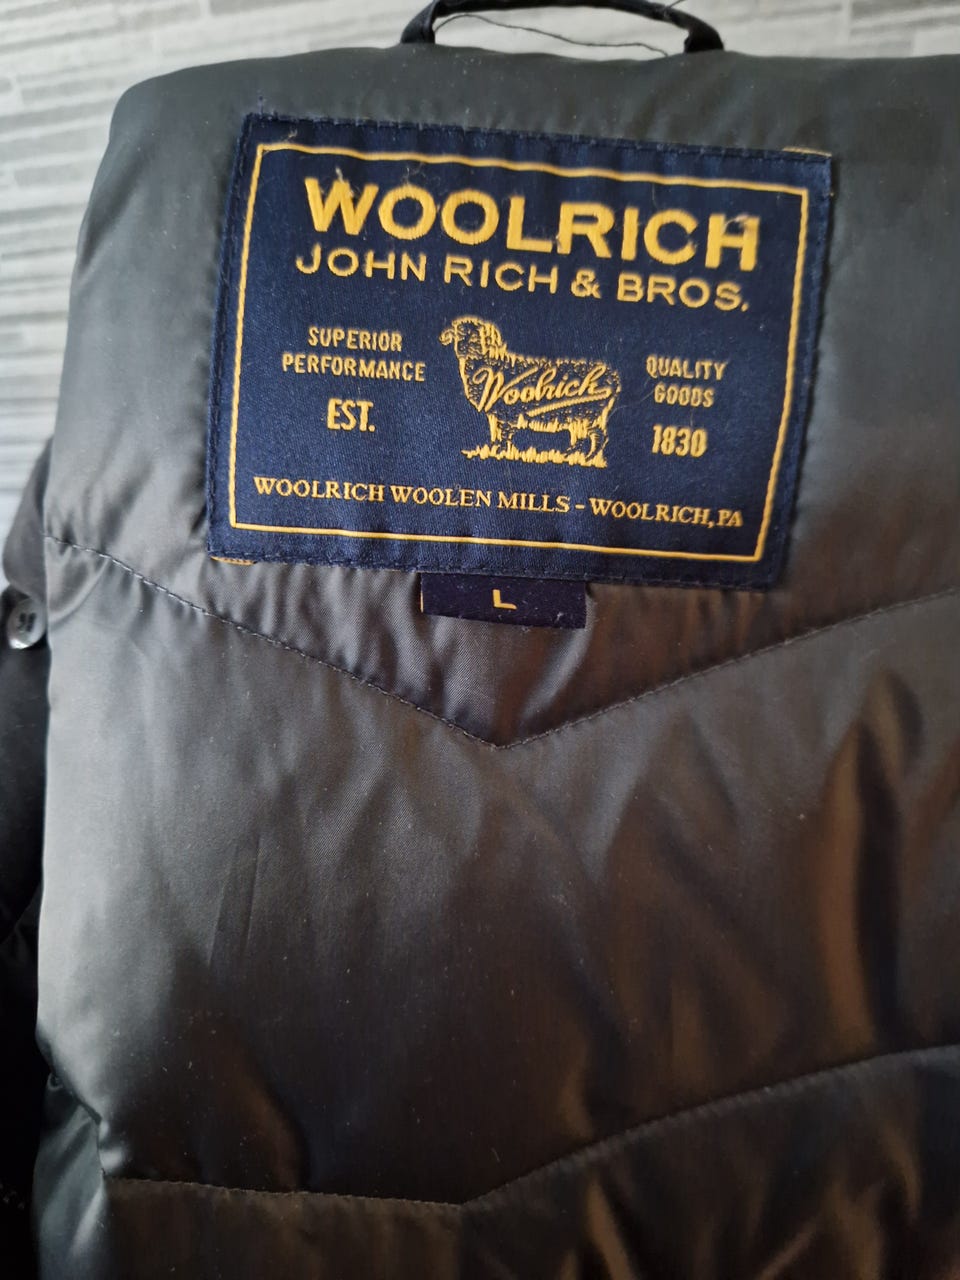 WOOLRICH
JOHN RICH & BROS.
SUPERIOR
PERFORMANCE
EST.
Woolrich
QUALITY
GOODS
1830
WOOLRICH WOOLEN MILLS - WOOLRICH, PA
L